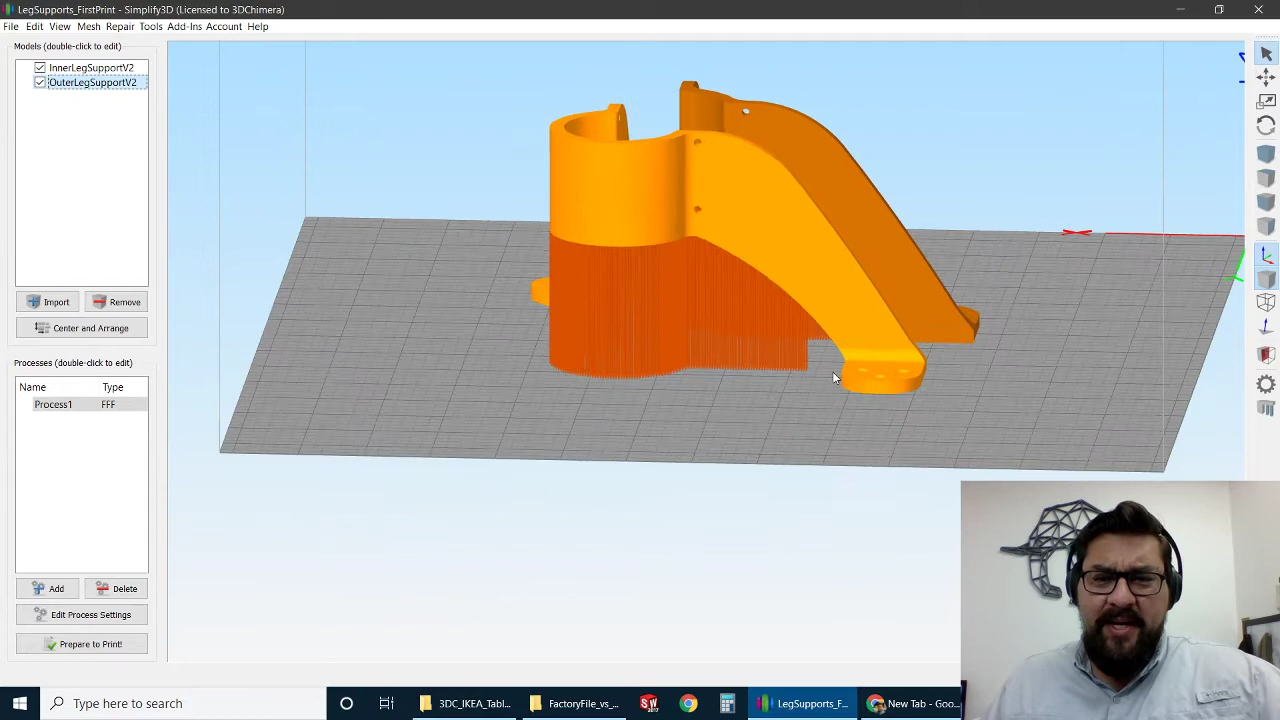 LegSupports_FirstPrint - Simplify3D (Licensed to 3DChimera)
File Edit View Mesh Repair Tools Add-Ins Account Help
Models (double-click to edit)
InnerLegSupportV2
OuterLegSupportV2
Import Remove
Center and Arrange
Processes (double-click to edit)
Name Type
Process1 FFF
Add Delete
Edit Process Settings
Prepare to Print!
Type here to search
3DC_IKEA_Tabl...
FactoryFile_vs_...
SW
2017
LegSupports_F...
New Tab - Goo...